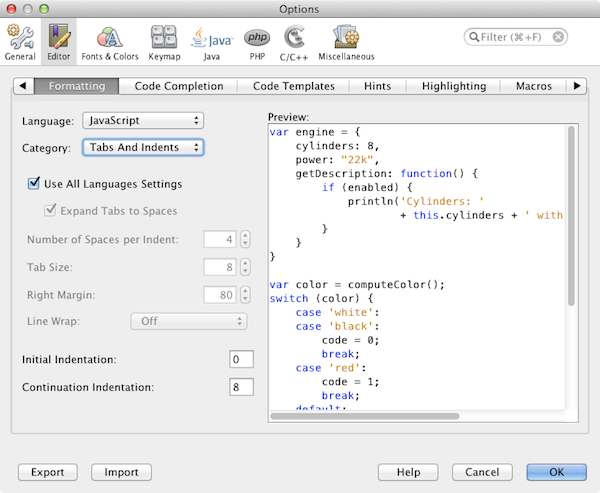 Options
General Editor Fonts & Colors Keymap Java PHP C/C++ Miscellaneous
Filter (⌘+F)
Formatting Code Completion Code Templates Hints Highlighting Macros
Language: JavaScript
Category: Tabs And Indents
Use All Languages Settings
Expand Tabs to Spaces
Number of Spaces per Indent: 4
Tab Size: 8
Right Margin: 80
Line Wrap: Off
Initial Indentation: 0
Continuation Indentation: 8
Preview:
var engine = {
    cylinders: 8,
    power: "22k",
    getDescription: function() {
        if (enabled) {
            println('Cylinders: '
                    + this.cylinders + ' with
        }
    }
}
var color = computeColor();
switch (color) {
    case 'white':
    case 'black':
        code = 0;
        break;
    case 'red':
        code = 1;
        break;
    default:
Export Import Help Cancel OK